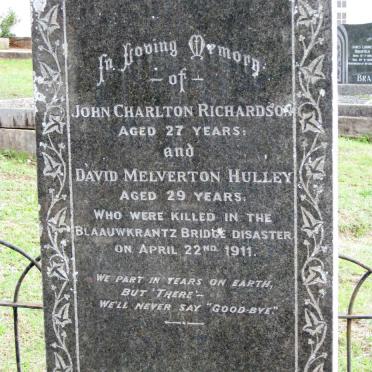 In Loving Memory
of
JOHN CHARLTON RICHARDSON
AGED 27 YEARS;
and
DAVID MELVERTON HULLEY
AGED 29 YEARS,
WHO WERE KILLED IN THE
BLAAUWKRANTZ BRIDGE DISASTER
ON APRIL 22ND 1911.
WE PART IN TEARS ON EARTH,
BUT 'THERE'—
WE'LL NEVER SAY "GOOD-BYE"